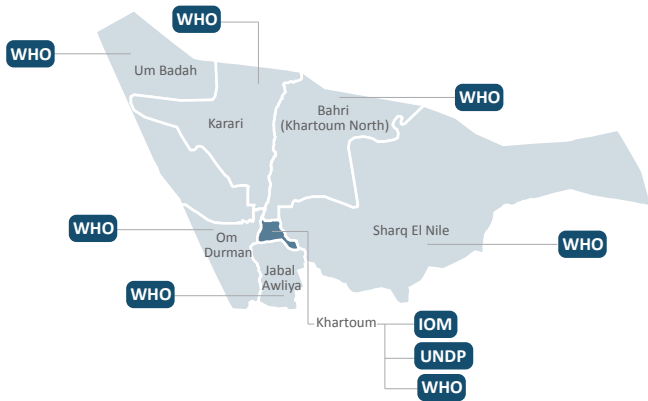 WHO
WHO
Um Badah
WHO
Bahri
(Khartoum North)
Karari
WHO
Om
Durman
Sharq El Nile
WHO
Jabal
Awliya
WHO
Khartoum
IOM
UNDP
WHO